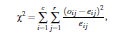 χ² = ∑_{i=1}^{c} ∑_{j=1}^{r} (o_{ij} − e_{ij})² / e_{ij},